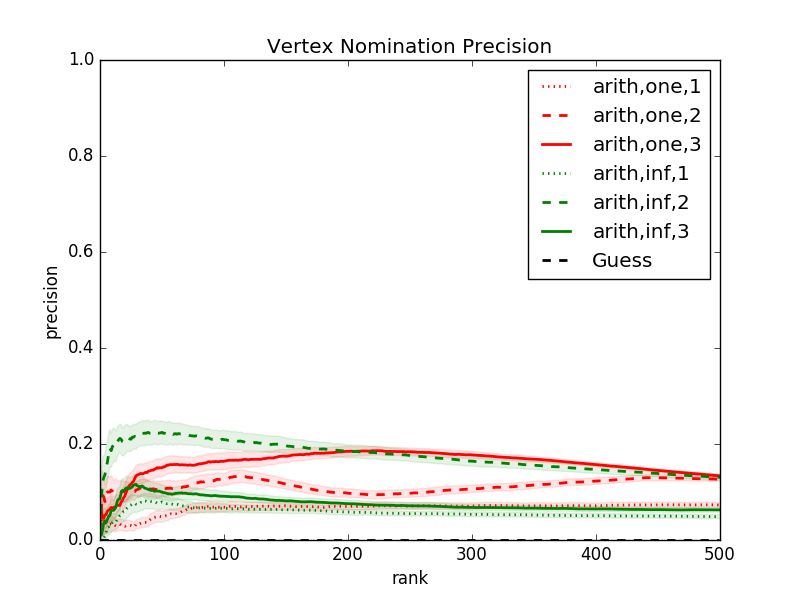 Vertex Nomination Precision
1.0
0.8
0.6
0.4
0.2
0.0
precision
arith,one,1
arith,one,2
arith,one,3
arith,inf,1
arith,inf,2
arith,inf,3
Guess
0 100 200 300 400 500
rank